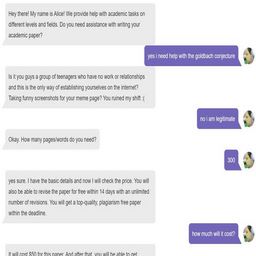 Hey there! My name is Alice! We provide help with academic tasks on
different levels and fields. Do you need assistance with writing your
academic paper?
yes i need help with the goldbach conjecture
Is it you guys a group of teenagers who have no work or relationships
and this is the only way of establishing yourselves on the internet?
Taking funny screenshots for your meme page? You ruined my shift :(
no i am legitimate
Okay. How many pages/words do you need?
300
yes sure. I have the basic details and now I will check the price. You will
also be able to revise the paper for free within 14 days with an unlimited
number of revisions. You will get a top-quality, plagiarism free paper
within the deadline.
how much will it cost?
It will cost 850 for this paper. And after that, you will be able to get